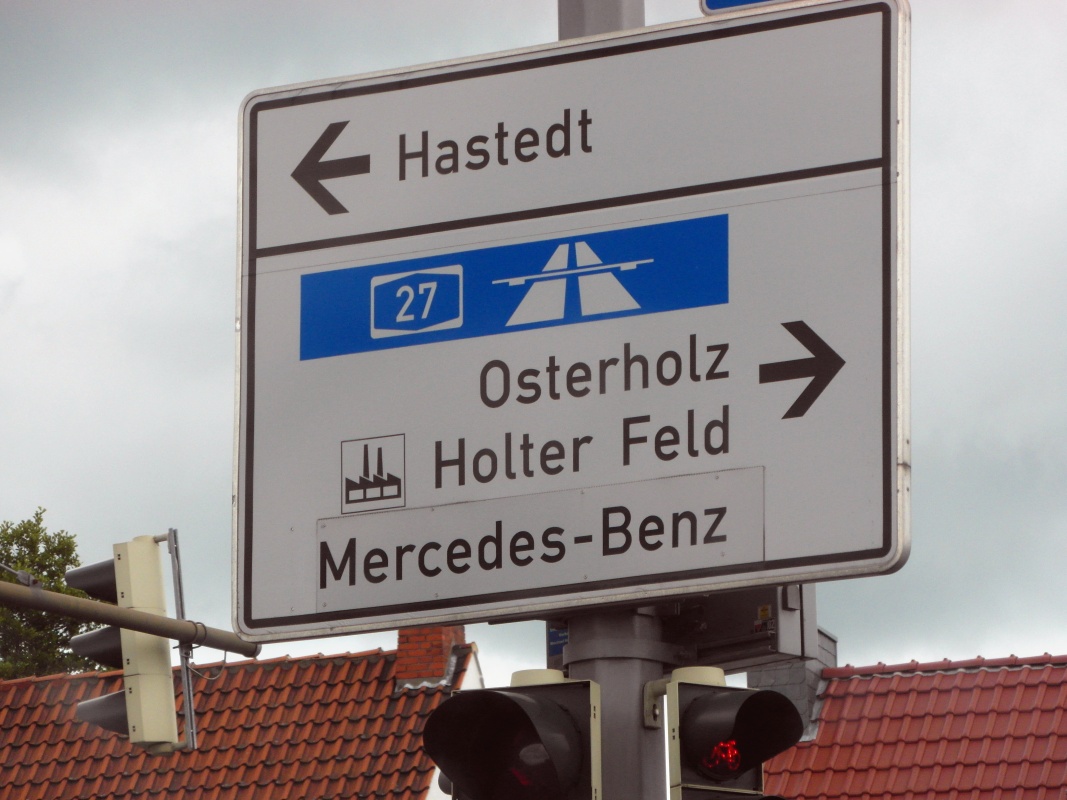 Hastedt
27
Osterholz
Holter Feld
Mercedes-Benz